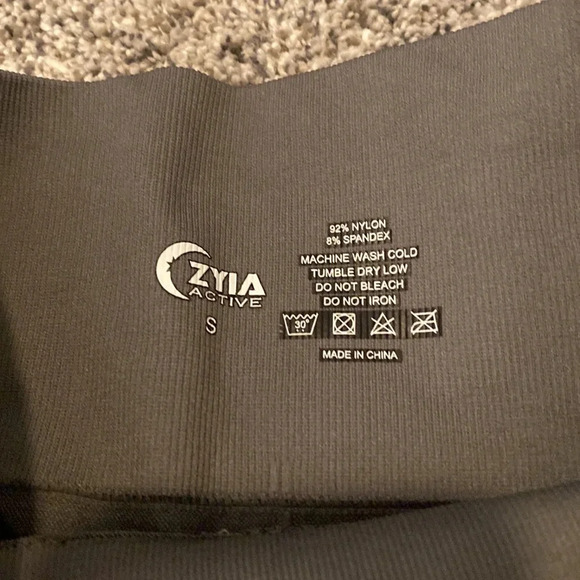 ZYIA
ACTIVE
S
92% NYLON
8% SPANDEX
MACHINE WASH COLD
TUMBLE DRY LOW
DO NOT BLEACH
DO NOT IRON
30°
MADE IN CHINA